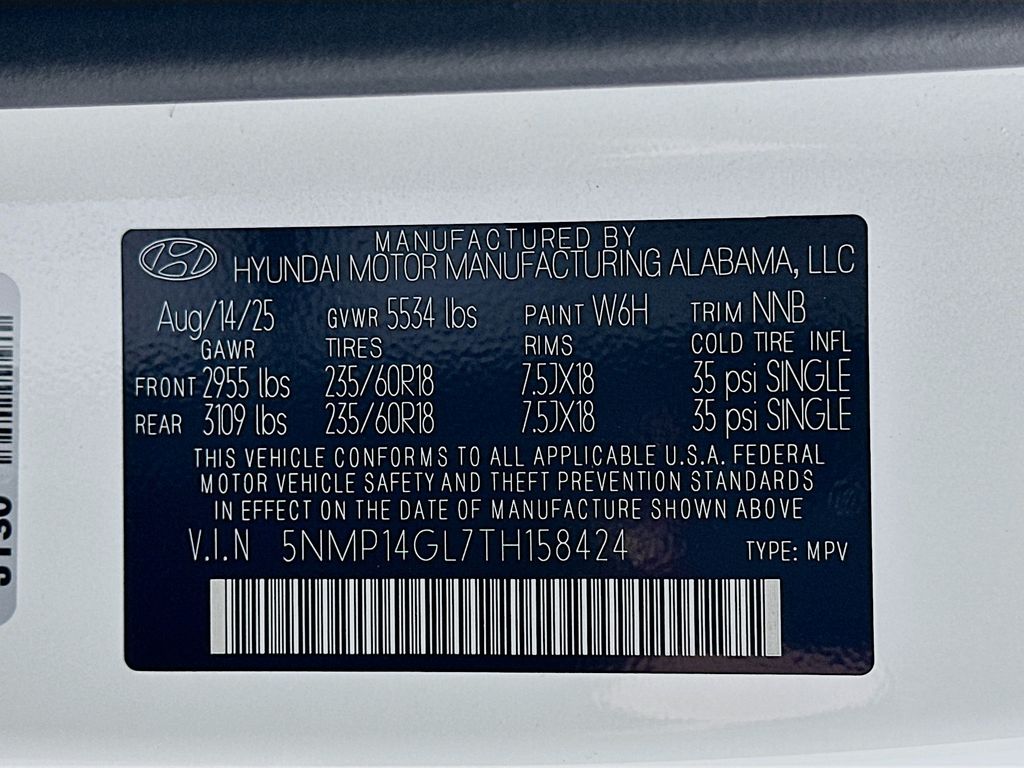 MANUFACTURED BY
HYUNDAI MOTOR MANUFACTURING ALABAMA, LLC
Aug/14/25 GVWR 5534 lbs PAINT W6H TRIM NNB
GAWR TIRES RIMS COLD TIRE INFL
FRONT 2955 lbs 235/60R18 7.5JX18 35 psi SINGLE
REAR 3109 lbs 235/60R18 7.5JX18 35 psi SINGLE
THIS VEHICLE CONFORMS TO ALL APPLICABLE U.S.A. FEDERAL
MOTOR VEHICLE SAFETY AND THEFT PREVENTION STANDARDS
IN EFFECT ON THE DATE OF MANUFACTURE SHOWN ABOVE
V.I.N 5NMP14GL7TH158424 TYPE: MPV